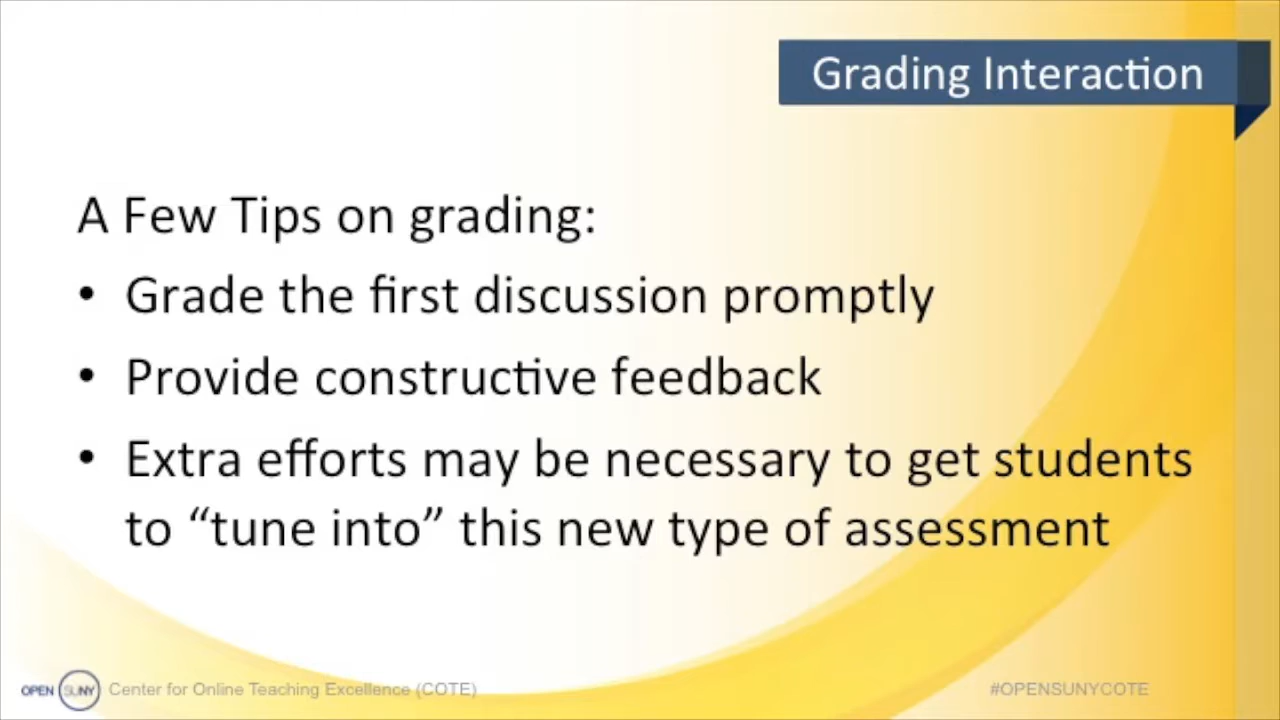 Grading Interaction
A Few Tips on grading:
• Grade the first discussion promptly
• Provide constructive feedback
• Extra efforts may be necessary to get students
to “tune into” this new type of assessment
OPEN SUNY Center for Online Teaching Excellence (COTE)
#OPENSUNYCOTE